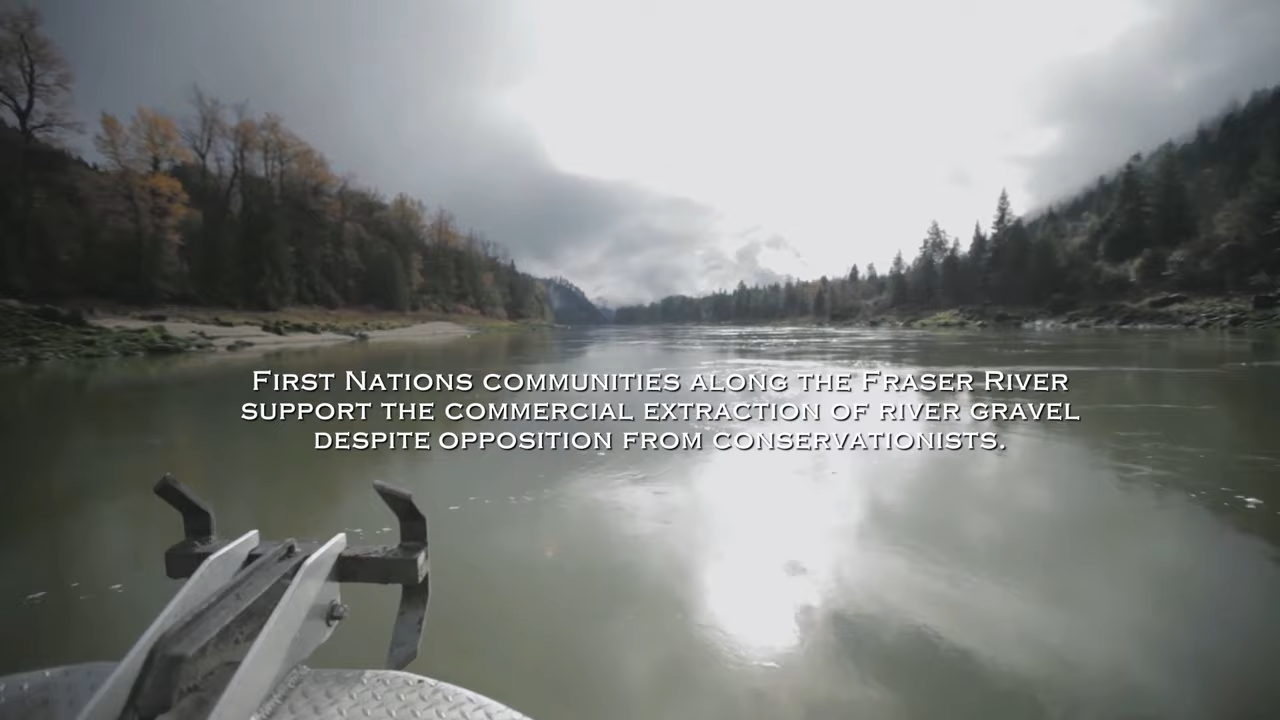 First Nations communities along the Fraser River
support the commercial extraction of river gravel
despite opposition from conservationists.